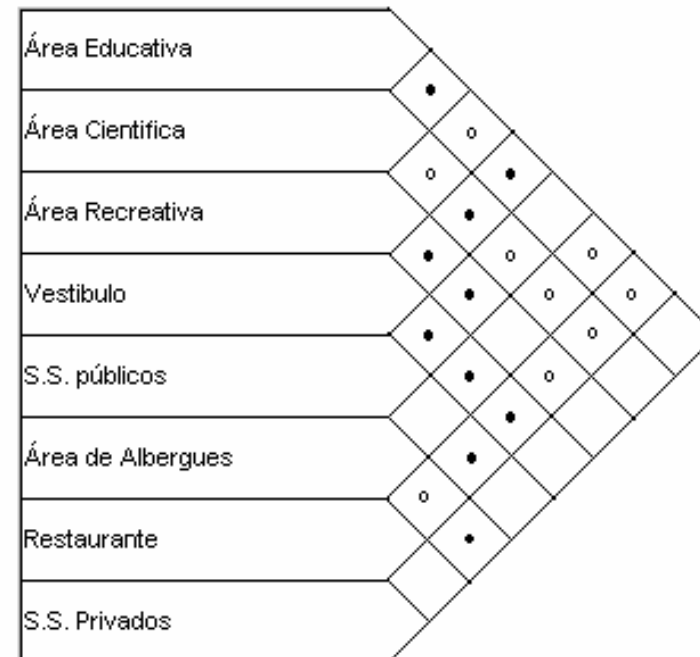 Área Educativa
Área Cientifica
Área Recreativa
Vestibulo
S.S. públicos
Área de Albergues
Restaurante
S.S. Privados